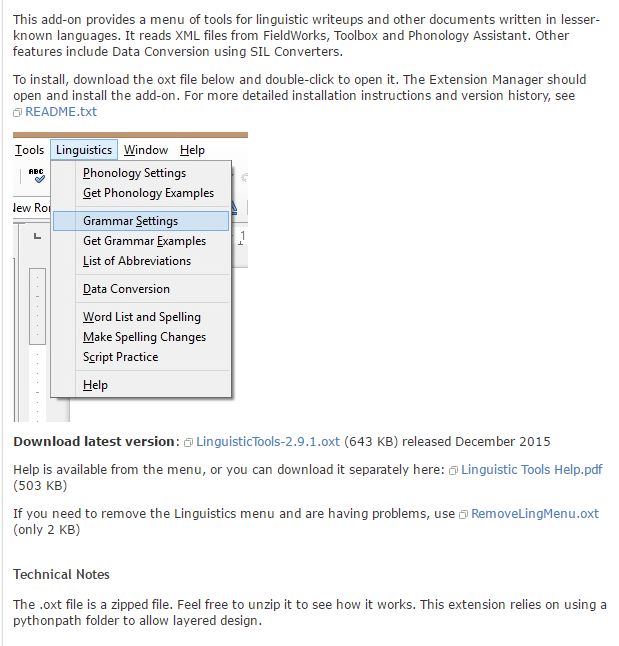 This add-on provides a menu of tools for linguistic writeups and other documents written in lesser-
known languages. It reads XML files from FieldWorks, Toolbox and Phonology Assistant. Other
features include Data Conversion using SIL Converters.
To install, download the oxt file below and double-click to open it. The Extension Manager should
open and install the add-on. For more detailed installation instructions and version history, see
README.txt
Tools Linguistics Window Help
ABC
Phonology Settings
Get Phonology Examples
Grammar Settings
Get Grammar Examples
List of Abbreviations
Data Conversion
Word List and Spelling
Make Spelling Changes
Script Practice
Help
Download latest version: LinguisticTools-2.9.1.oxt (643 KB) released December 2015
Help is available from the menu, or you can download it separately here: Linguistic Tools Help.pdf
(503 KB)
If you need to remove the Linguistics menu and are having problems, use RemoveLingMenu.oxt
(only 2 KB)
Technical Notes
The .oxt file is a zipped file. Feel free to unzip it to see how it works. This extension relies on using a
pythonpath folder to allow layered design.